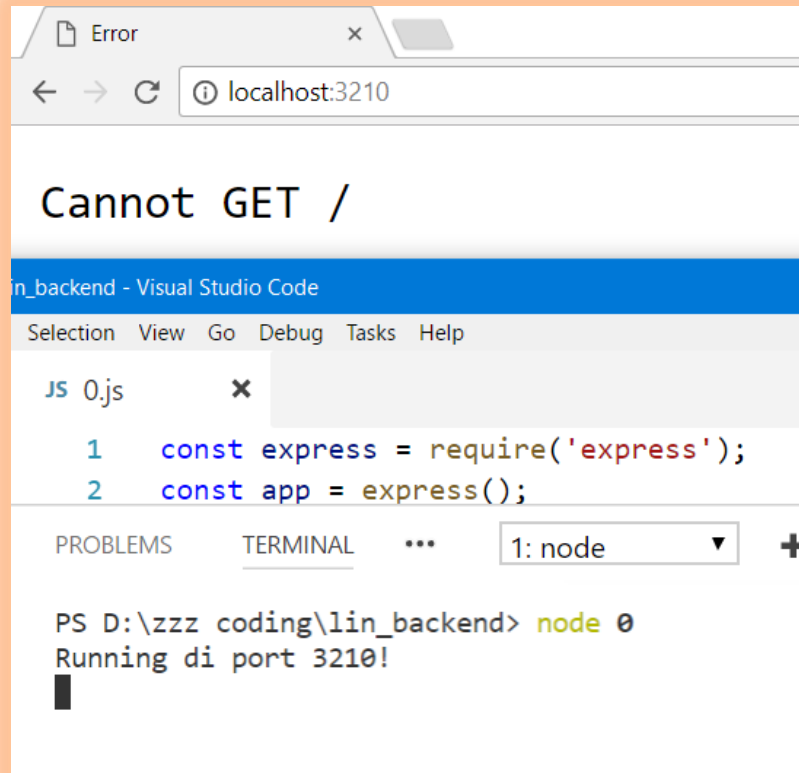 Error
localhost:3210
Cannot GET /
in_backend - Visual Studio Code
Selection View Go Debug Tasks Help
JS 0.js
1 const express = require('express');
2 const app = express();
PROBLEMS TERMINAL ••• 1: node
PS D:\zzz coding\lin_backend> node 0
Running di port 3210!